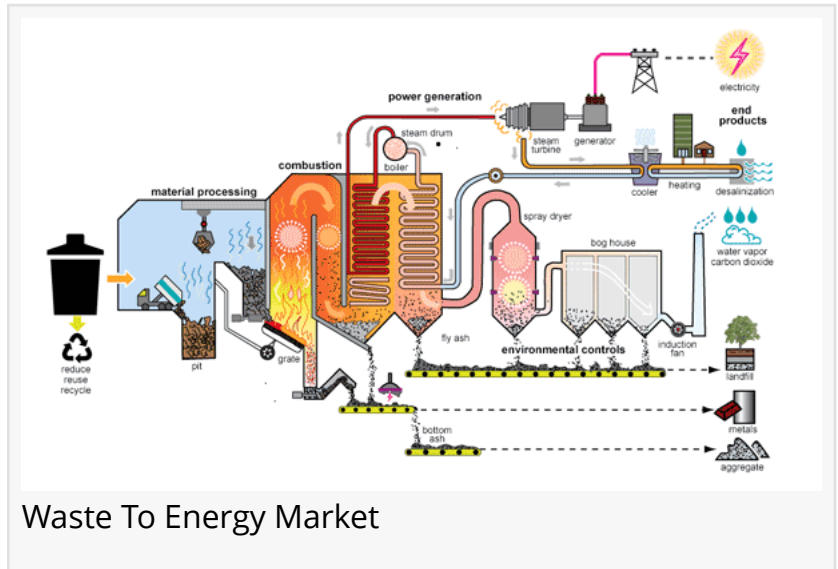 power generation
steam drum
boiler
steam
turbine
generator
electricity
end
products
combustion
material processing
cooler
heating
desalinization
spray dryer
bog house
water vapor
carbon dioxide
reduce
reuse
recycle
pit
grate
fly ash
environmental controls
induction
fan
landfill
bottom
ash
metals
aggregate
Waste To Energy Market